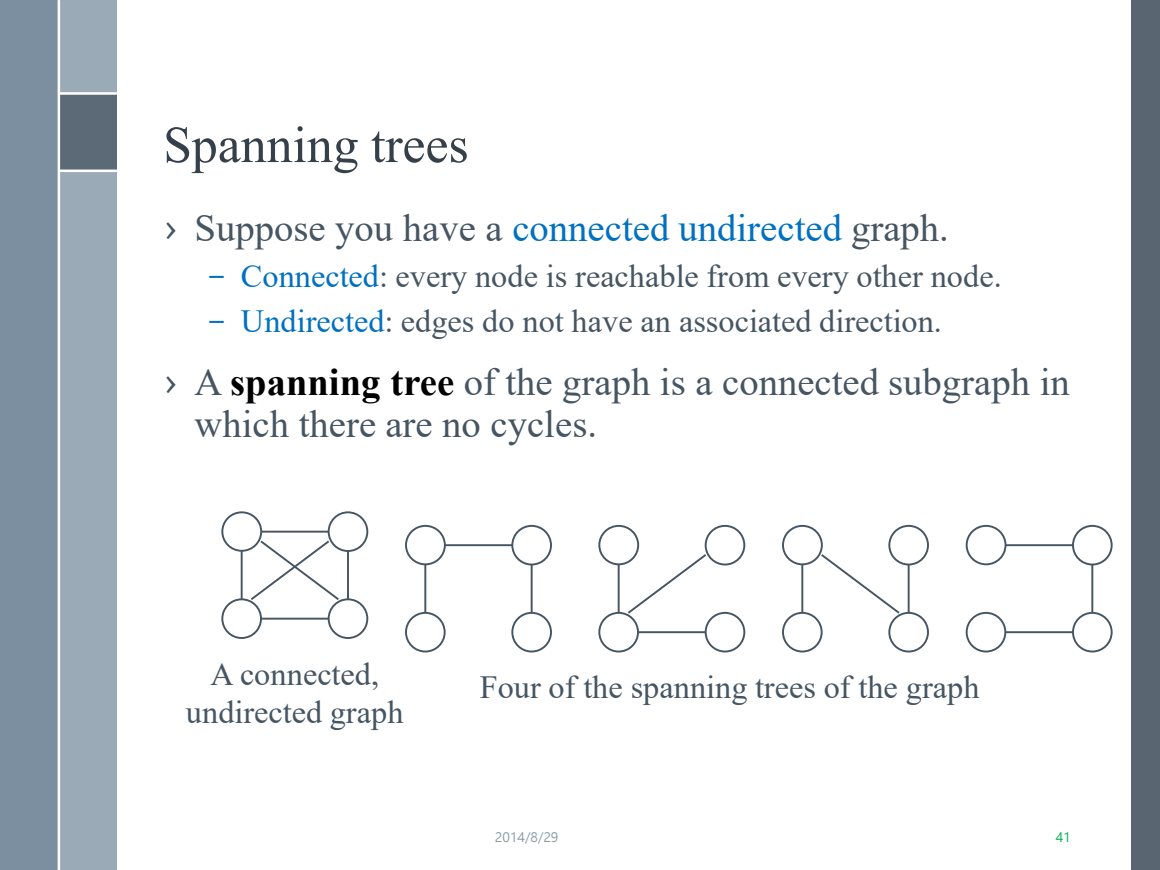 Spanning trees
› Suppose you have a connected undirected graph.
– Connected: every node is reachable from every other node.
– Undirected: edges do not have an associated direction.
› A spanning tree of the graph is a connected subgraph in
which there are no cycles.
A connected,
undirected graph
Four of the spanning trees of the graph
2014/8/29
41